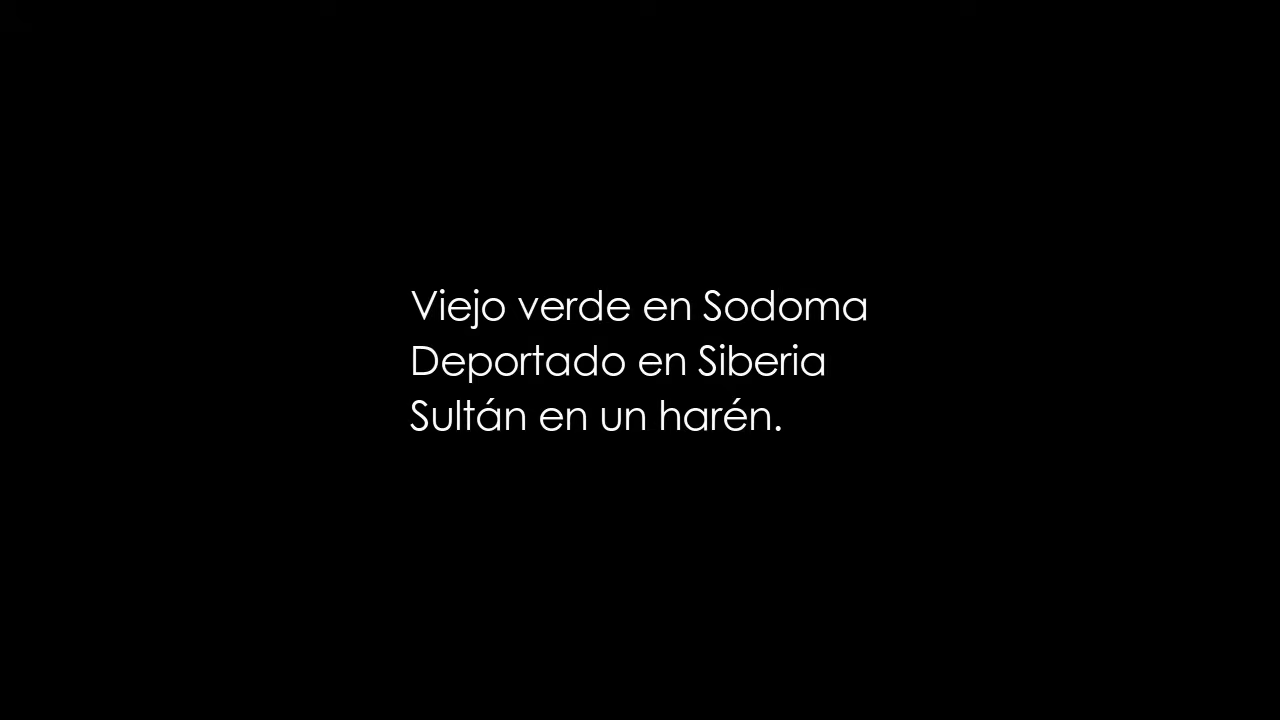 Viejo verde en Sodoma
Deportado en Siberia
Sultán en un harén.